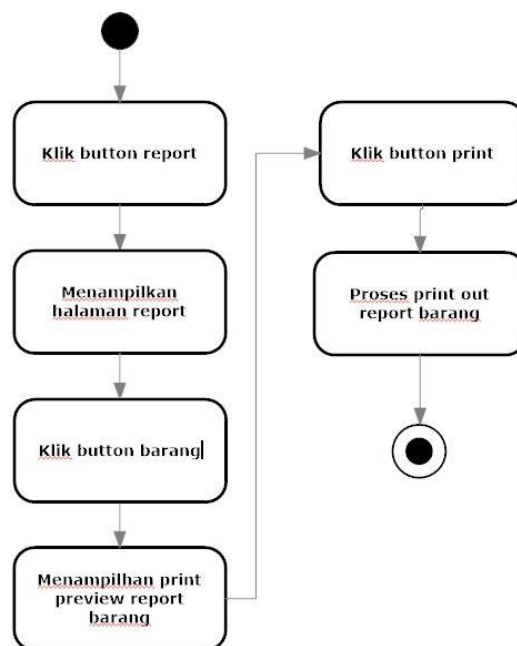 Klik button report
Menampilkan
halaman report
Klik button barang
Menampilhan print
preview report
barang
Klik button print
Proses print out
report barang